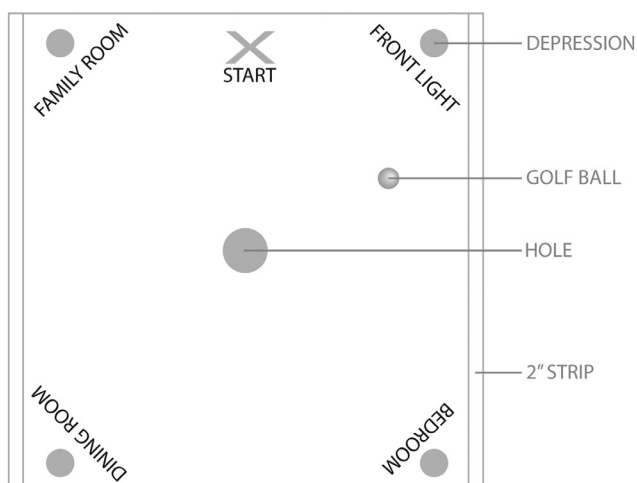 FAMILY ROOM
START
FRONT LIGHT
DEPRESSION
GOLF BALL
HOLE
2" STRIP
DINING ROOM
BEDROOM